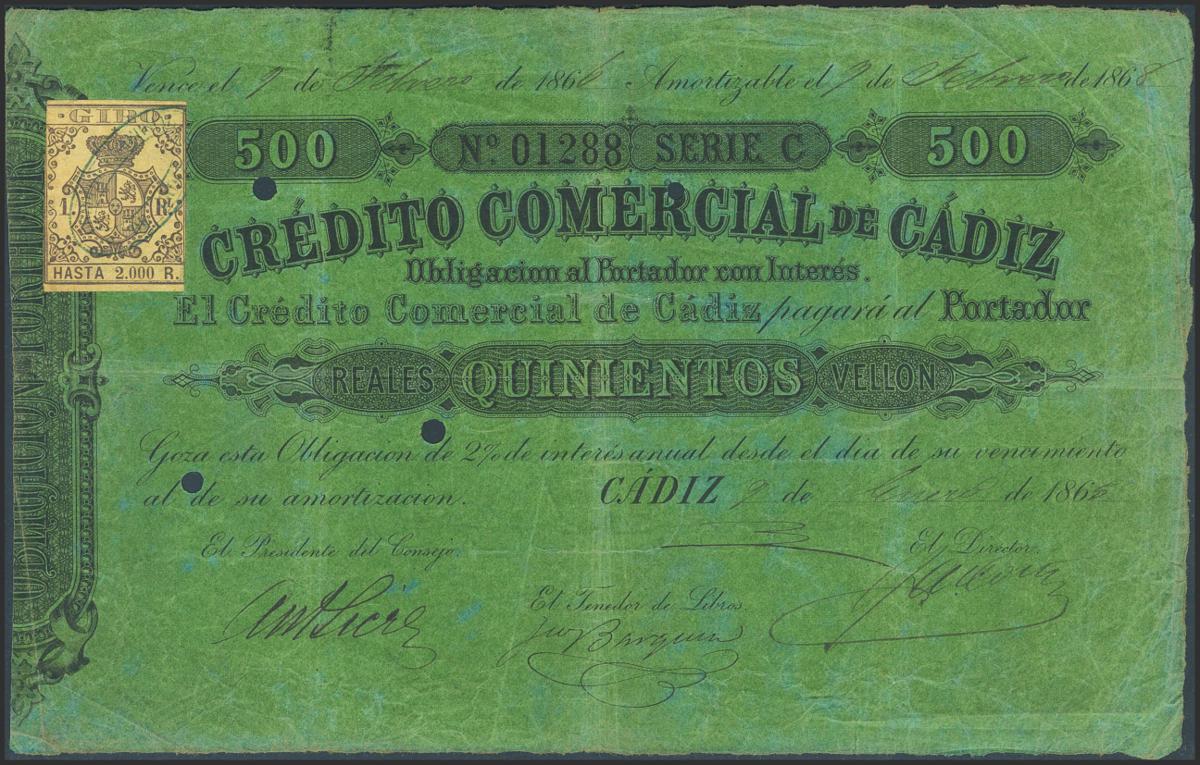 Vence el 9 de Febrero de 1866 Amortizable el 9 de Febrero de 1868
GIRO
1. Rl.
HASTA 2.000 R.
500 Nº. 01288 SERIE C 500
CRÉDITO COMERCIAL DE CÁDIZ
Obligacion al Portador con Interés.
El Crédito Comercial de Cádiz pagará al Portador
REALES QUINIENTOS VELLON
Goza esta Obligacion de 2% de interés anual desde el dia de su vencimiento
al de su amortizacion. CÁDIZ 9 de de 1866
El Presidente del Consejo. El Director.
El Tenedor de Libros
OBLIGACION PORTADOR